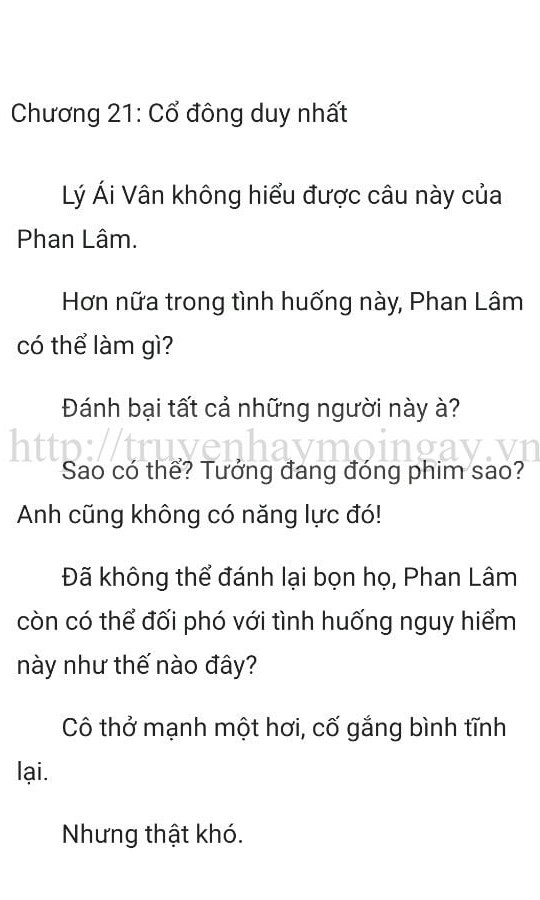 Chương 21: Cổ đông duy nhất
Lý Ái Vân không hiểu được câu này của
Phan Lâm.
Hơn nữa trong tình huống này, Phan Lâm
có thể làm gì?
Đánh bại tất cả những người này à?
http://truyenhaymoingay.vn
Sao có thể? Tưởng đang đóng phim sao?
Anh cũng không có năng lực đó!
Đã không thể đánh lại bọn họ, Phan Lâm
còn có thể đối phó với tình huống nguy hiểm
này như thế nào đây?
Cô thở mạnh một hơi, cố gắng bình tĩnh
lại.
Nhưng thật khó.